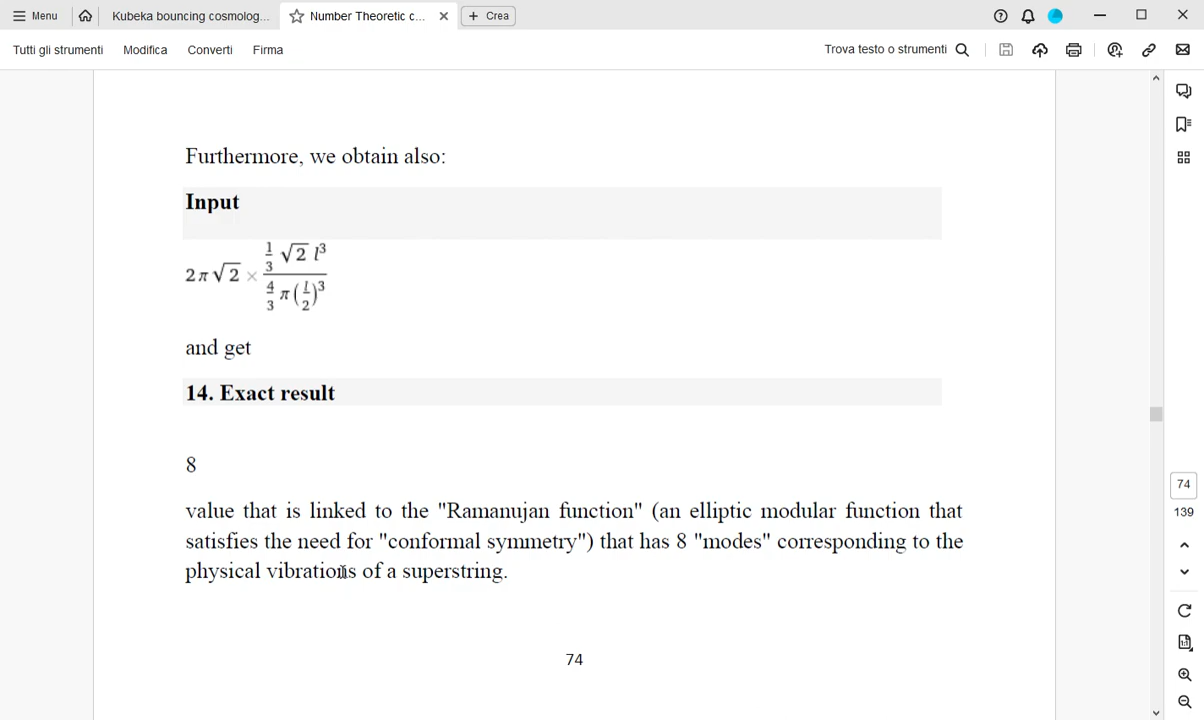 Menu Kubeka bouncing cosmolog... Number Theoretic c... Crea
Tutti gli strumenti Modifica Converti Firma Trova testo o strumenti
Furthermore, we obtain also:
Input
2π√2 × (1/3 √2 l³)/(4/3 π(l/2)³)
and get
14. Exact result
8
value that is linked to the "Ramanujan function" (an elliptic modular function that
satisfies the need for "conformal symmetry") that has 8 "modes" corresponding to the
physical vibrations of a superstring.
74
74
139